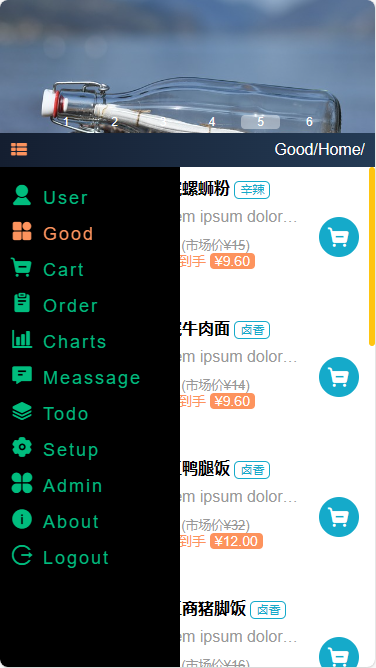 1 2 3 4 5 6
Good/Home/
User
Good
Cart
Order
Charts
Meassage
Todo
Setup
Admin
About
Logout
螺蛳粉 辛辣
ipsum dolor…
(市场价¥15)
到手 ¥9.60
牛肉面 卤香
ipsum dolor…
(市场价¥14)
到手 ¥9.60
鸭腿饭 卤香
ipsum dolor…
(市场价¥32)
到手 ¥12.00
商猪脚饭 卤香
ipsum dolor…
(市场价¥16)